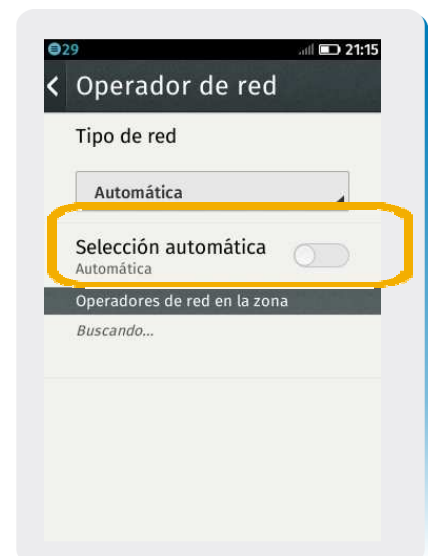 29 21:15
Operador de red
Tipo de red
Automática
Selección automática
Automática
Operadores de red en la zona
Buscando...